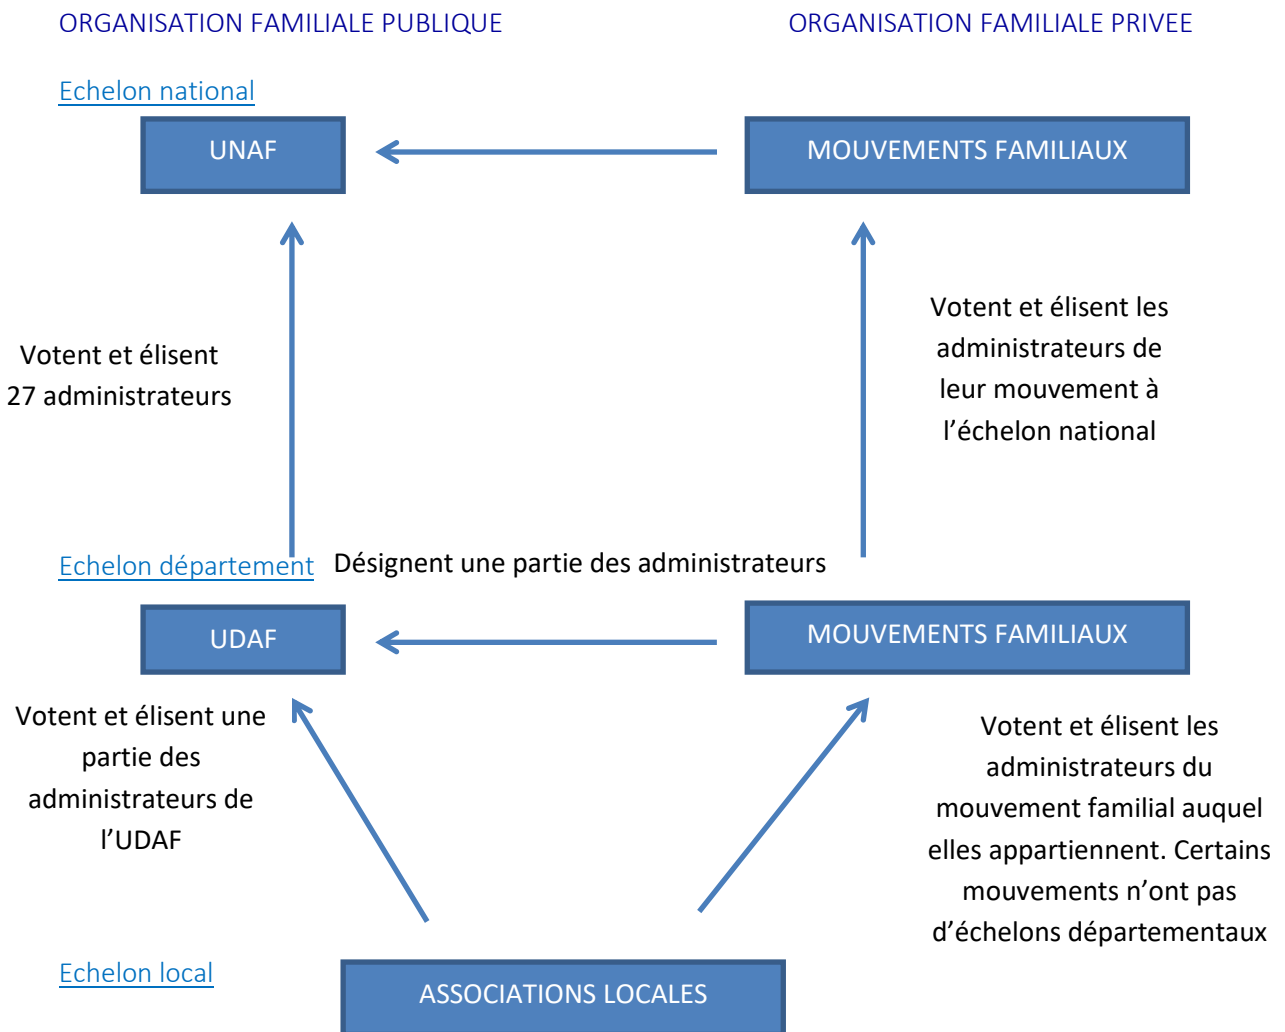 ORGANISATION FAMILIALE PUBLIQUE
ORGANISATION FAMILIALE PRIVEE
Echelon national
UNAF
MOUVEMENTS FAMILIAUX
Votent et élisent
27 administrateurs
Votent et élisent les
administrateurs de
leur mouvement à
l’échelon national
Echelon département
Désignent une partie des administrateurs
UDAF
MOUVEMENTS FAMILIAUX
Votent et élisent une
partie des
administrateurs de
l’UDAF
Votent et élisent les
administrateurs du
mouvement familial auquel
elles appartiennent. Certains
mouvements n’ont pas
d’échelons départementaux
Echelon local
ASSOCIATIONS LOCALES